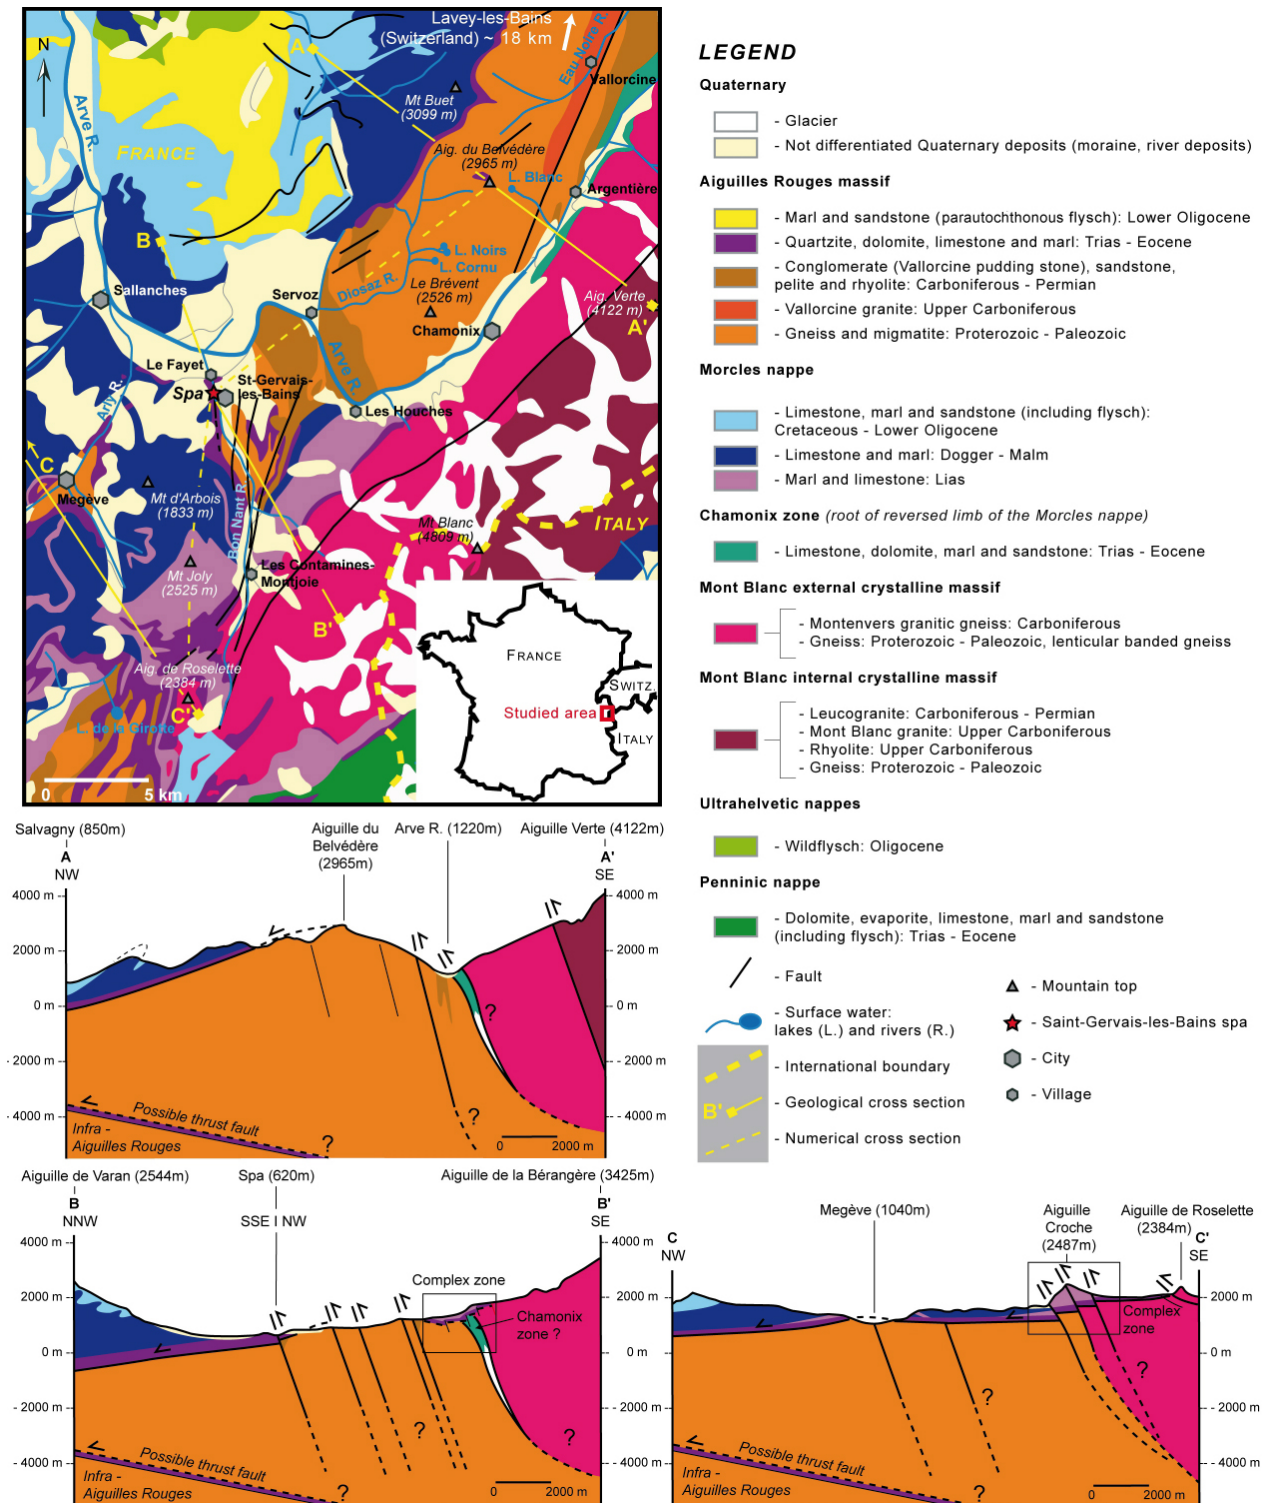 Lavey-les-Bains
(Switzerland) ~ 18 km
N
A
Eau Noire R.
Vallorcine
Arve R.
Mt Buet
(3099 m)
FRANCE
Aig. du Belvédère
(2965 m)
L. Blanc
Argentière
B
L. Noirs
L. Cornu
Diosaz R.
Le Brévent
(2526 m)
Aig. Verte
(4122 m)
A'
Sallanches
Servoz
Chamonix
Le Fayet
Arve R.
Spa
St-Gervais-
les-Bains
Arly R.
Les Houches
C
Megève
Mt d'Arbois
(1833 m)
Bon Nant R.
Mt Blanc
(4809 m)
ITALY
Mt Joly
(2525 m)
Les Contamines-
Montjoie
B'
Aig. de Roselette
(2384 m)
C'
L. de la Girotte
0 5 km
FRANCE
SWITZ.
Studied area
ITALY
LEGEND
Quaternary
- Glacier
- Not differentiated Quaternary deposits (moraine, river deposits)
Aiguilles Rouges massif
- Marl and sandstone (parautochthonous flysch): Lower Oligocene
- Quartzite, dolomite, limestone and marl: Trias - Eocene
- Conglomerate (Vallorcine pudding stone), sandstone,
pelite and rhyolite: Carboniferous - Permian
- Vallorcine granite: Upper Carboniferous
- Gneiss and migmatite: Proterozoic - Paleozoic
Morcles nappe
- Limestone, marl and sandstone (including flysch):
Cretaceous - Lower Oligocene
- Limestone and marl: Dogger - Malm
- Marl and limestone: Lias
Chamonix zone (root of reversed limb of the Morcles nappe)
- Limestone, dolomite, marl and sandstone: Trias - Eocene
Mont Blanc external crystalline massif
- Montenvers granitic gneiss: Carboniferous
- Gneiss: Proterozoic - Paleozoic, lenticular banded gneiss
Mont Blanc internal crystalline massif
- Leucogranite: Carboniferous - Permian
- Mont Blanc granite: Upper Carboniferous
- Rhyolite: Upper Carboniferous
- Gneiss: Proterozoic - Paleozoic
Ultrahelvetic nappes
- Wildflysch: Oligocene
Penninic nappe
- Dolomite, evaporite, limestone, marl and sandstone
(including flysch): Trias - Eocene
- Fault
- Surface water:
lakes (L.) and rivers (R.)
- International boundary
B'
- Geological cross section
- Numerical cross section
- Mountain top
- Saint-Gervais-les-Bains spa
- City
- Village
Salvagny (850m)
A
NW
Aiguille du
Belvédère
(2965m)
Arve R. (1220m)
Aiguille Verte (4122m)
A'
SE
4000 m
2000 m
0 m
- 2000 m
- 4000 m
4000 m
2000 m
0 m
- 2000 m
- 4000 m
?
Possible thrust fault
Infra -
Aiguilles Rouges
?
?
0 2000 m
Aiguille de Varan (2544m)
B
NNW
Spa (620m)
SSE NW
Aiguille de la Bérangère (3425m)
B'
SE
4000 m
2000 m
0 m
- 2000 m
- 4000 m
4000 m
2000 m
0 m
- 2000 m
- 4000 m
Complex zone
Chamonix
zone ?
?
?
Possible thrust fault
Infra -
Aiguilles Rouges
?
0 2000 m
C
NW
Megève (1040m)
Aiguille
Croche
(2487m)
Aiguille de Roselette
(2384m)
C'
SE
2000 m
0 m
- 2000 m
- 4000 m
Complex
zone
?
?
Possible thrust fault
Infra -
Aiguilles Rouges
?
0 2000 m